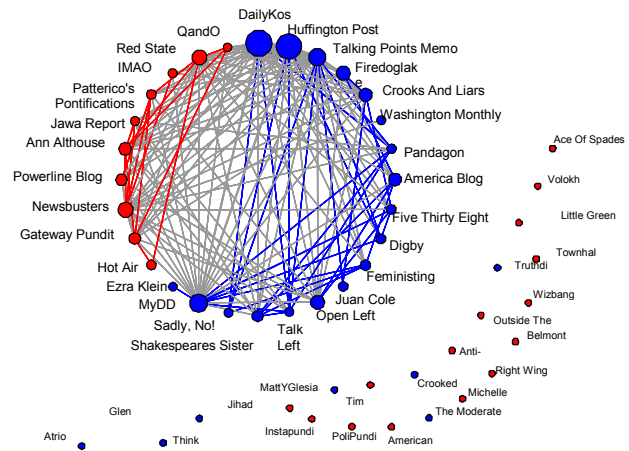 DailyKos
QandO
Huffington Post
Red State
Talking Points Memo
IMAO
Firedoglak
e
Patterico's
Pontifications
Crooks And Liars
Jawa Report
Washington Monthly
Ann Althouse
Pandagon
Ace Of Spades
Powerline Blog
America Blog
Volokh
Newsbusters
Five Thirty Eight
Little Green
Gateway Pundit
Digby
Townhal
Hot Air
Feministing
Truthdi
Ezra Klein
Juan Cole
MyDD
Open Left
Wizbang
Sadly, No!
Talk
Left
Outside The
Shakespeares Sister
Belmont
Anti-
Right Wing
MattYGlesia
Crooked
Michelle
Tim
Jihad
Glen
The Moderate
Instapundi
PoliPundi
American
Atrio
Think